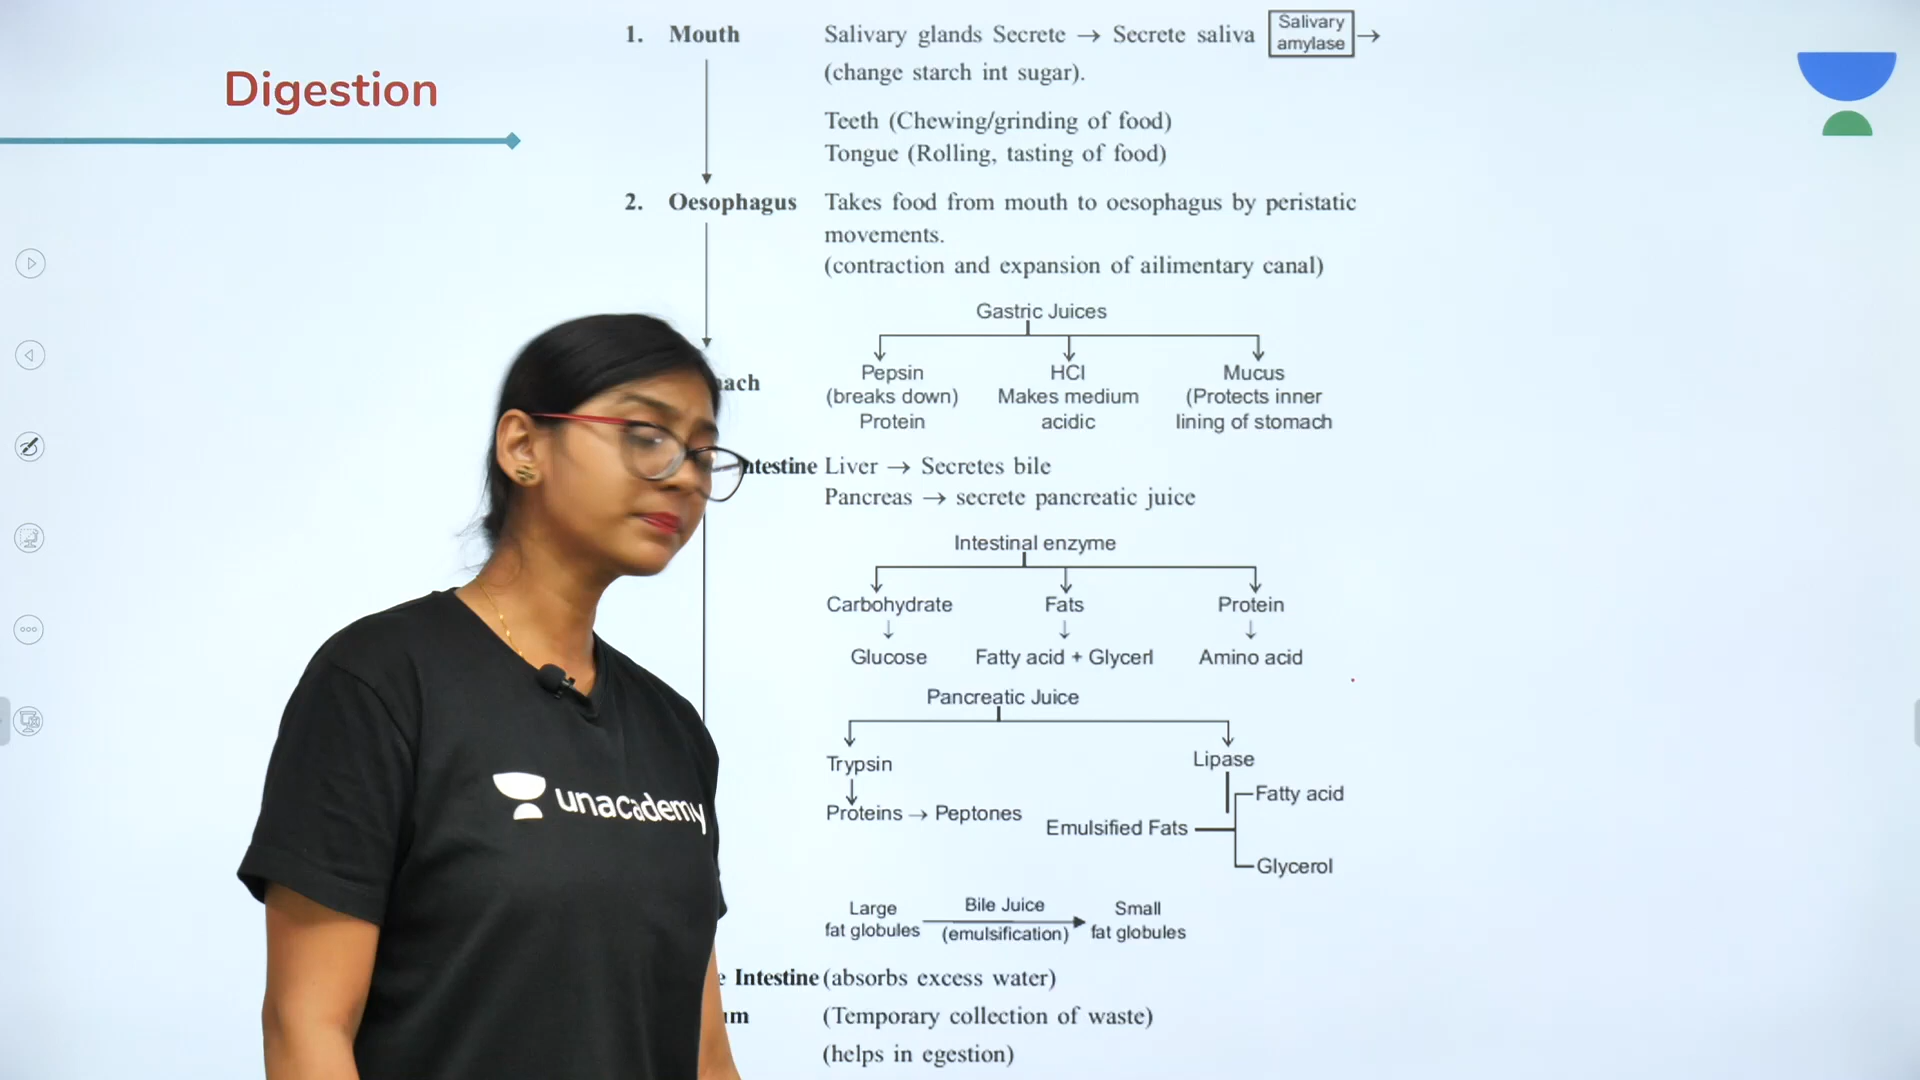 Digestion
1. Mouth Salivary glands Secrete → Secrete saliva Salivary amylase →
(change starch int sugar).
Teeth (Chewing/grinding of food)
Tongue (Rolling, tasting of food)
2. Oesophagus Takes food from mouth to oesophagus by peristatic
movements.
(contraction and expansion of ailimentary canal)
Gastric Juices
Pepsin HCl Mucus
(breaks down) Makes medium (Protects inner
Protein acidic lining of stomach
Liver → Secretes bile
Pancreas → secrete pancreatic juice
Intestinal enzyme
Carbohydrate Fats Protein
↓ ↓ ↓
Glucose Fatty acid + Glycerl Amino acid
Pancreatic Juice
Trypsin Lipase
↓ Fatty acid
Proteins → Peptones
Emulsified Fats
Glycerol
Large Bile Juice Small
fat globules (emulsification) fat globules
Intestine (absorbs excess water)
(Temporary collection of waste)
(helps in egestion)
unacademy